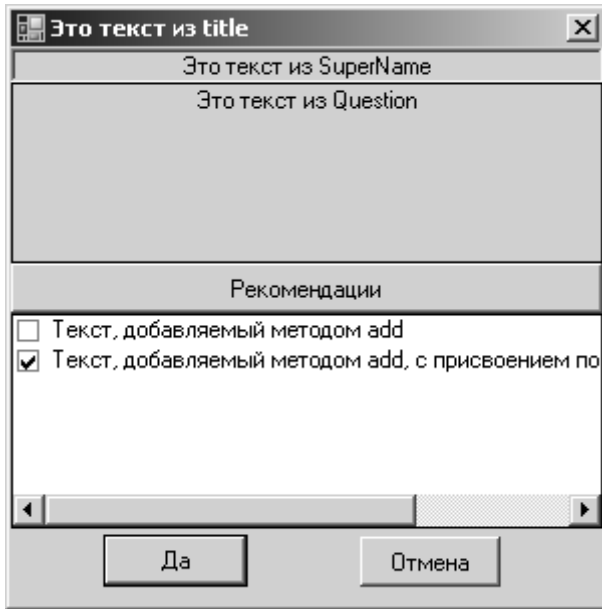 Это текст из title
Это текст из SuperName
Это текст из Question
Рекомендации
Текст, добавляемый методом add
Текст, добавляемый методом add, с присвоением по
Да
Отмена